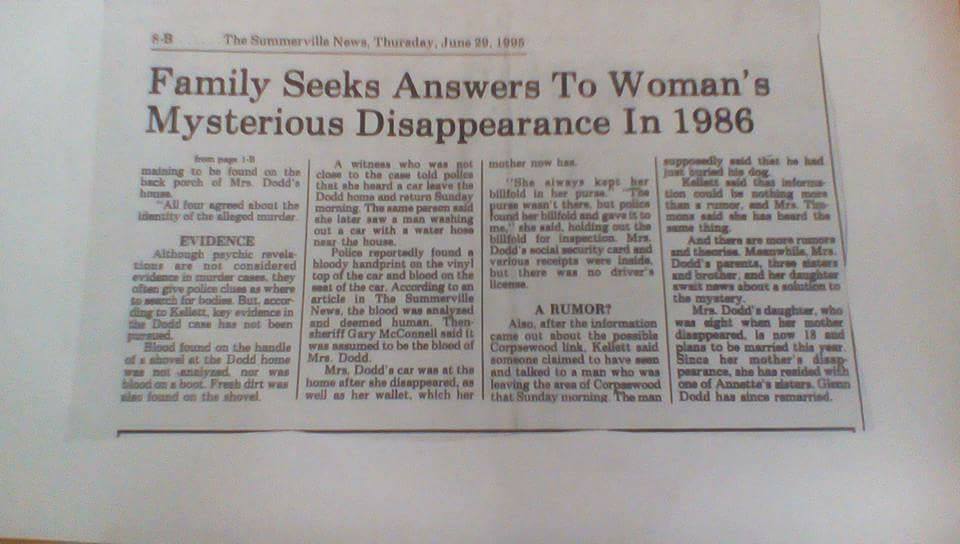 8-B The Summerville News, Thursday, June 29, 1995
Family Seeks Answers To Woman's
Mysterious Disappearance In 1986
from page 1-B
maining to be found on the
back porch of Mrs. Dodd's
house.
"All four agreed about the
identity of the alleged murder.
EVIDENCE
Although psychic revela-
tions are not considered
evidence in murder cases, they
often give police clues as where
to search for bodies. But, accor-
ding to Kellett, key evidence in
the Dodd case has not been
pursued.
Blood found on the handle
of a shovel at the Dodd home
was not analyzed, nor was
blood on a boot. Fresh dirt was
also found on the shovel.
A witness who was not
close to the case told police
that she heard a car leave the
Dodd home and return Sunday
morning. The same person said
she later saw a man washing
out a car with a water hose
near the house.
Police reportedly found a
bloody handprint on the vinyl
top of the car and blood on the
seat of the car. According to an
article in The Summerville
News, the blood was analyzed
and deemed human. Then-
sheriff Gary McConnell said it
was assumed to be the blood of
Mrs. Dodd.
Mrs. Dodd's car was at the
home after she disappeared, as
well as her wallet, which her
mother now has.
"She always kept her
billfold in her purse. "The
purse wasn't there, but police
found her billfold and gave it to
me," she said, holding out the
billfold for inspection. Mrs.
Dodd's social security card and
various receipts were inside,
but there was no driver's
license.
A RUMOR?
Also, after the information
came out about the possible
Corpsewood link, Kellett said
someone claimed to have seen
and talked to a man who was
leaving the area of Corpsewood
that Sunday morning. The man
supposedly said that he had
just buried his dog.
Kellett said that informa-
tion could be nothing more
than a rumor, and Mrs. Tim-
mons said she has heard the
same thing.
And there are more rumors
and theories. Meanwhile, Mrs.
Dodd's parents, three sisters
and brother, and her daughter
await news about a solution to
the mystery.
Mrs. Dodd's daughter, who
was eight when her mother
disappeared, is now 18 and
plans to be married this year.
Since her mother's disap-
pearance, she has resided with
one of Annette's sisters. Glenn
Dodd has since remarried.